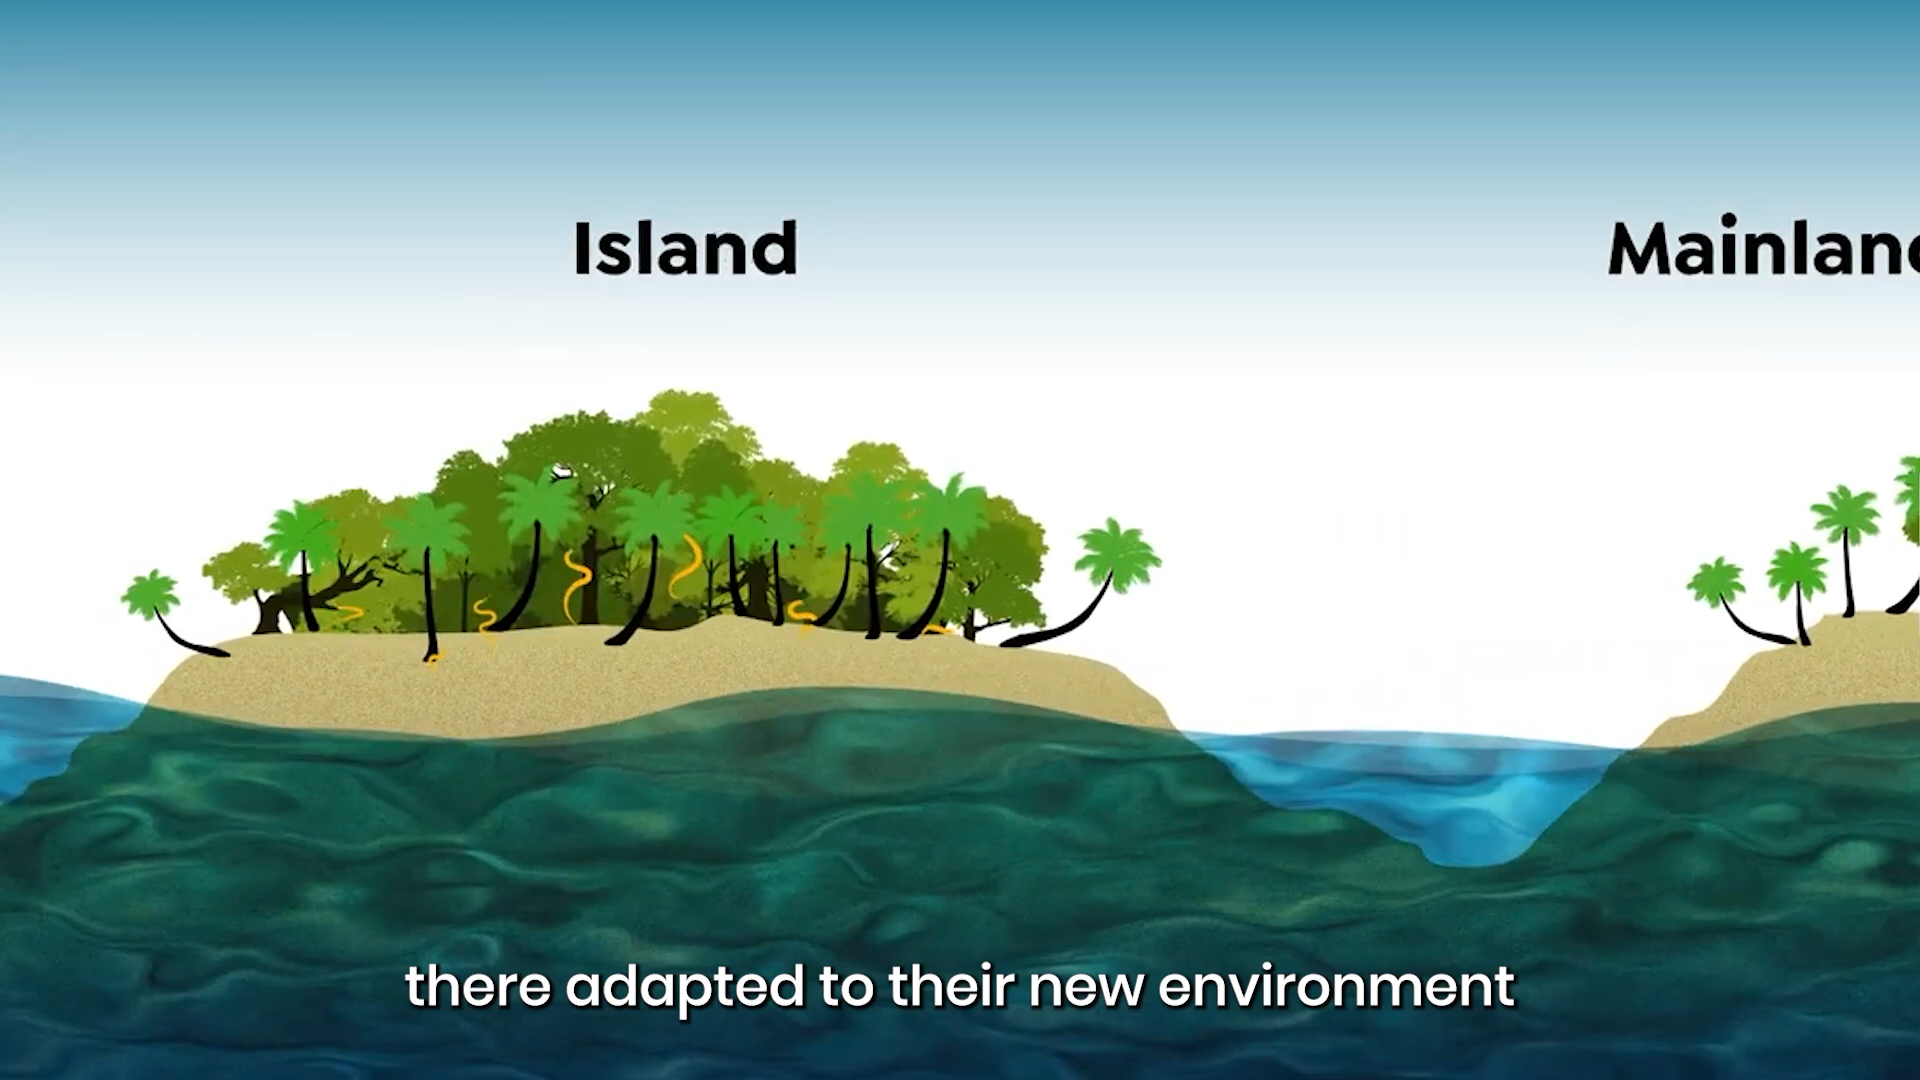 Island
Mainlan
there adapted to their new environment